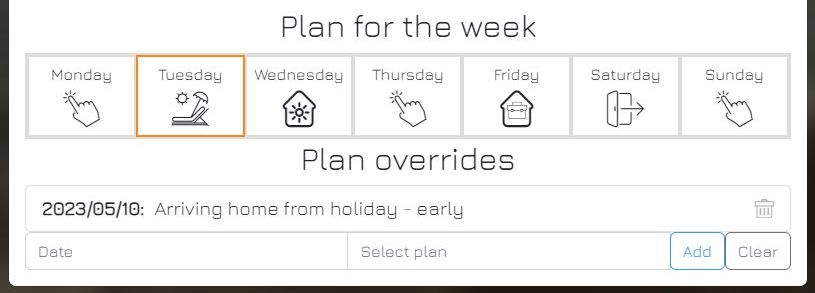 Plan for the week
Monday Tuesday Wednesday Thursday Friday Saturday Sunday
Plan overrides
2023/05/10: Arriving home from holiday - early
Date Select plan Add Clear